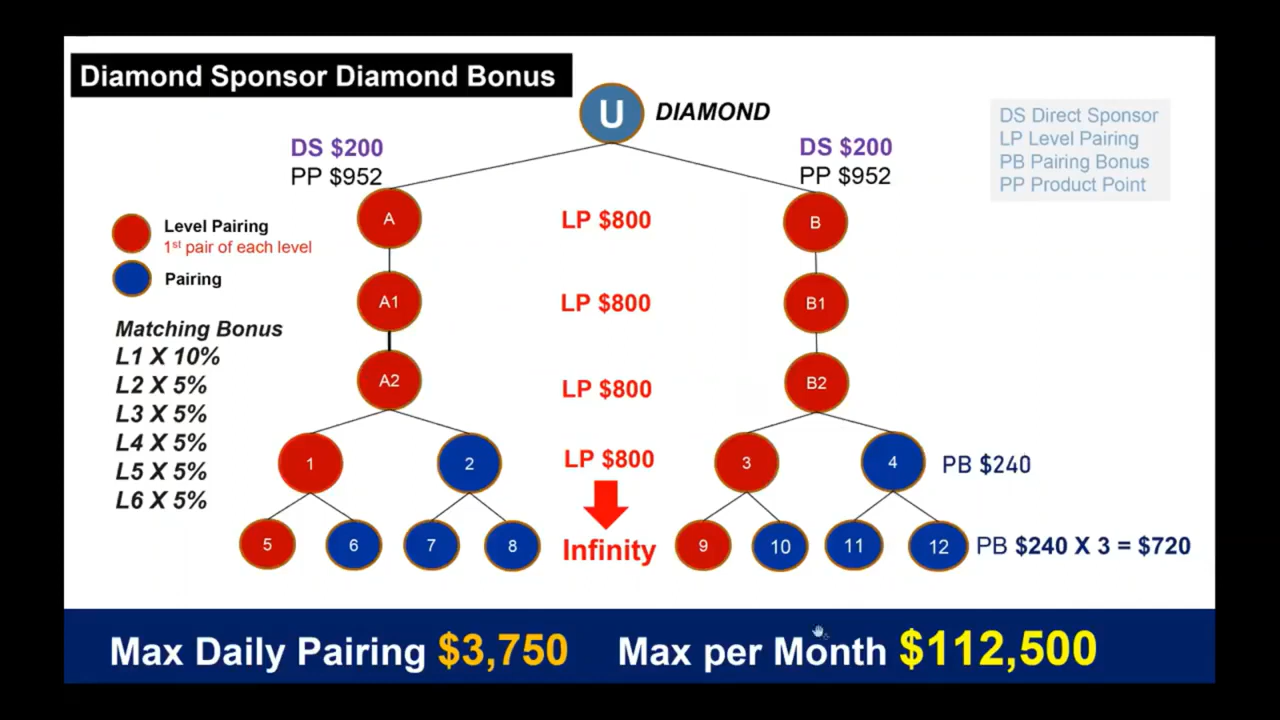 Diamond Sponsor Diamond Bonus
U
DIAMOND
DS Direct Sponsor
LP Level Pairing
PB Pairing Bonus
PP Product Point
DS $200
PP $952
DS $200
PP $952
Level Pairing
1st pair of each level
Pairing
A
LP $800
B
A1
LP $800
B1
Matching Bonus
L1 X 10%
L2 X 5%
L3 X 5%
L4 X 5%
L5 X 5%
L6 X 5%
A2
LP $800
B2
1
2
LP $800
3
4
PB $240
5
6
7
8
Infinity
9
10
11
12
PB $240 X 3 = $720
Max Daily Pairing $3,750
Max per Month $112,500